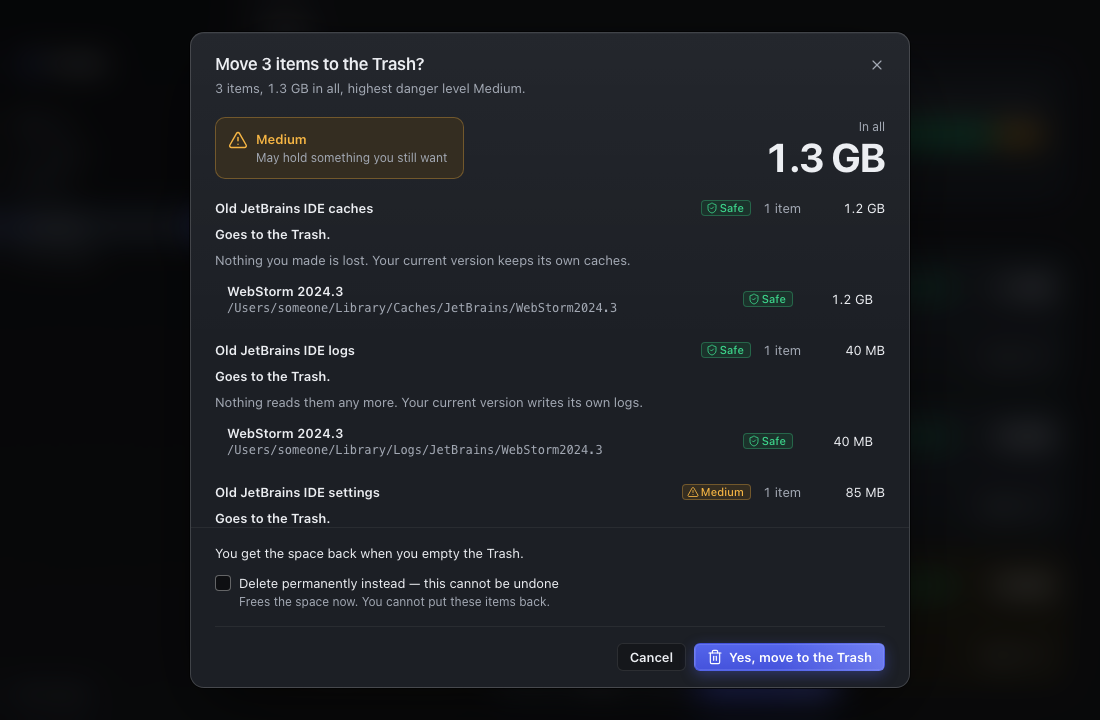 Move 3 items to the Trash?
3 items, 1.3 GB in all, highest danger level Medium.
Medium
May hold something you still want
In all
1.3 GB
Old JetBrains IDE caches Safe 1 item 1.2 GB
Goes to the Trash.
Nothing you made is lost. Your current version keeps its own caches.
WebStorm 2024.3
/Users/someone/Library/Caches/JetBrains/WebStorm2024.3
Safe 1.2 GB
Old JetBrains IDE logs Safe 1 item 40 MB
Goes to the Trash.
Nothing reads them any more. Your current version writes its own logs.
WebStorm 2024.3
/Users/someone/Library/Logs/JetBrains/WebStorm2024.3
Safe 40 MB
Old JetBrains IDE settings Medium 1 item 85 MB
Goes to the Trash.
You get the space back when you empty the Trash.
Delete permanently instead — this cannot be undone
Frees the space now. You cannot put these items back.
Cancel Yes, move to the Trash